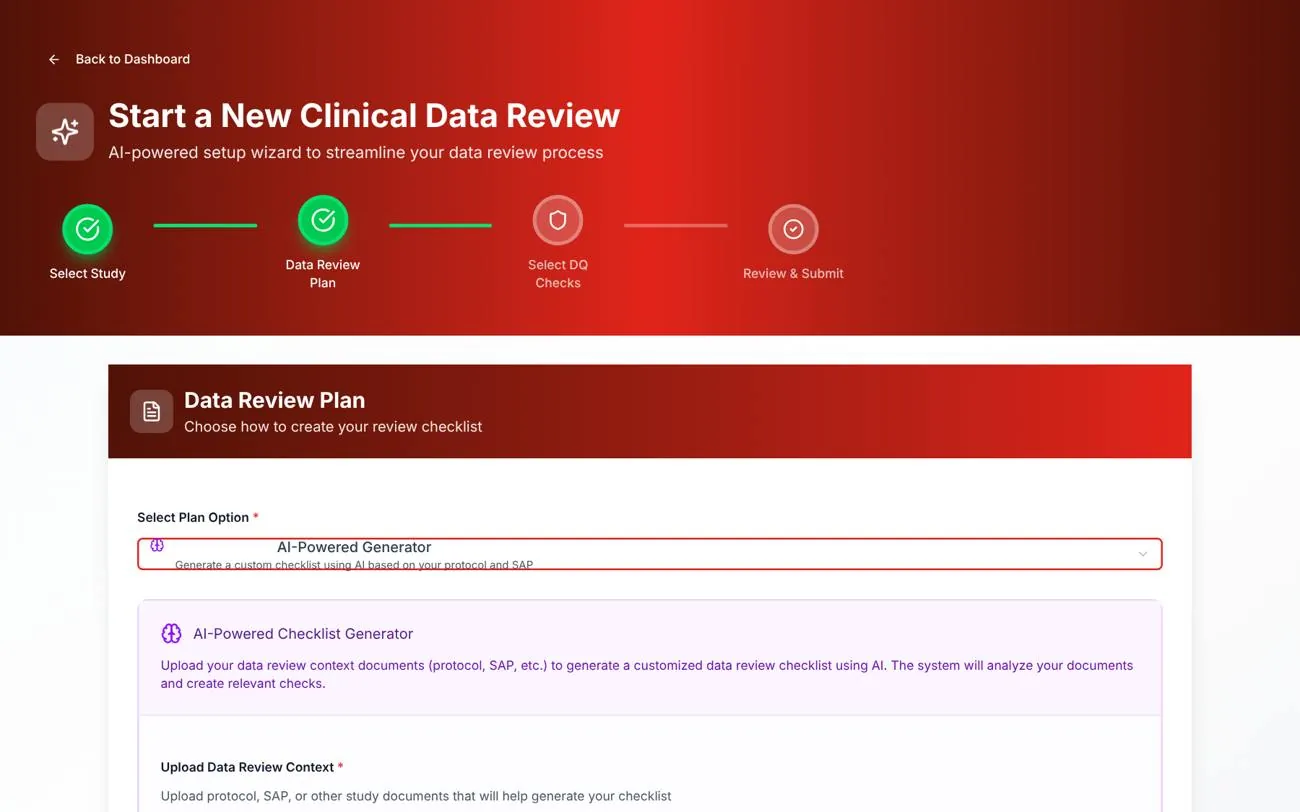 Back to Dashboard
Start a New Clinical Data Review
AI-powered setup wizard to streamline your data review process
Select Study
Data Review
Plan
Select DQ
Checks
Review & Submit
Data Review Plan
Choose how to create your review checklist
Select Plan Option *
AI-Powered Generator
Generate a custom checklist using AI based on your protocol and SAP
AI-Powered Checklist Generator
Upload your data review context documents (protocol, SAP, etc.) to generate a customized data review checklist using AI. The system will analyze your documents
and create relevant checks.
Upload Data Review Context *
Upload protocol, SAP, or other study documents that will help generate your checklist